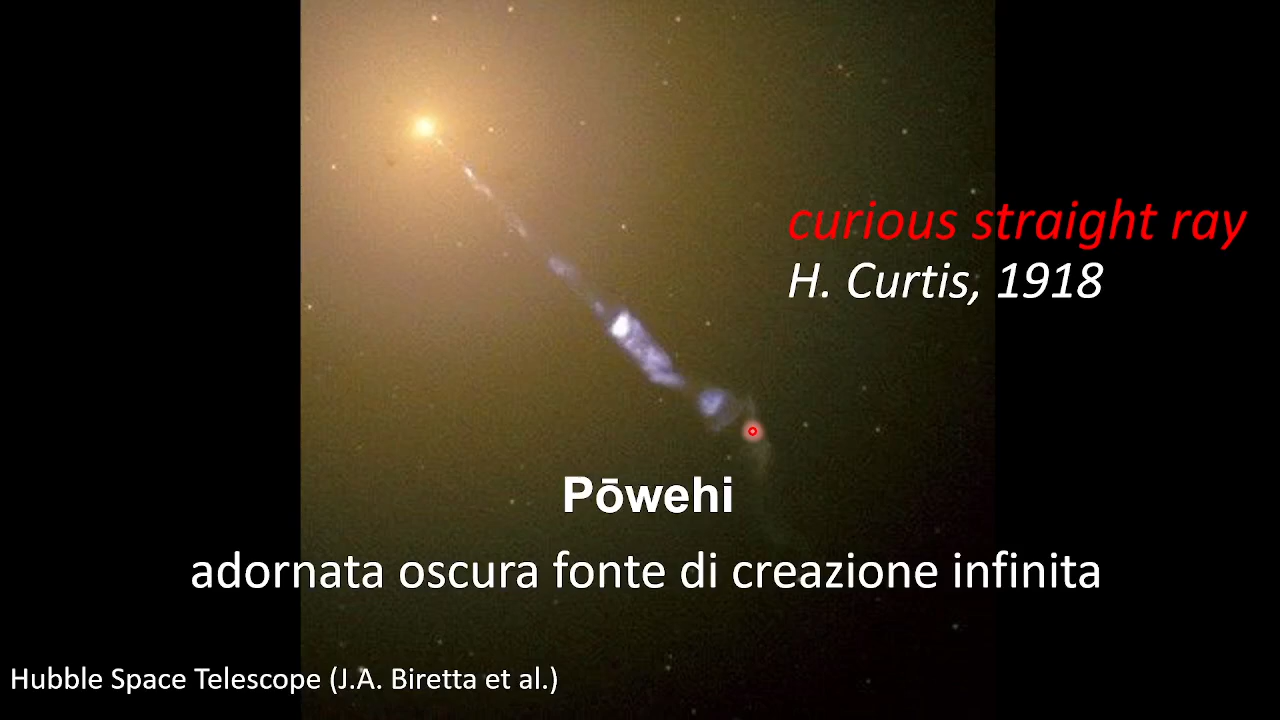 curious straight ray
H. Curtis, 1918
Pōwehi
adornata oscura fonte di creazione infinita
Hubble Space Telescope (J.A. Biretta et al.)